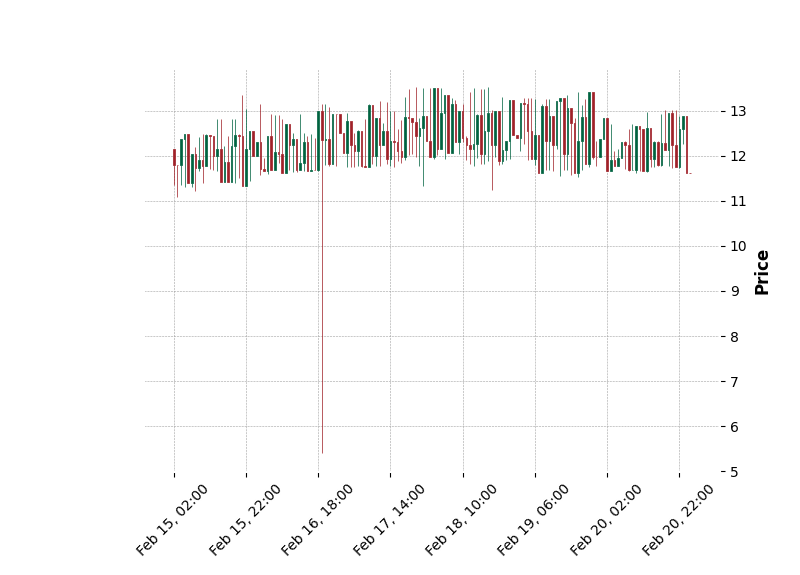 13
12
11
10
9
8
7
6
5
Price
Feb 15, 02:00
Feb 15, 22:00
Feb 16, 18:00
Feb 17, 14:00
Feb 18, 10:00
Feb 19, 06:00
Feb 20, 02:00
Feb 20, 22:00